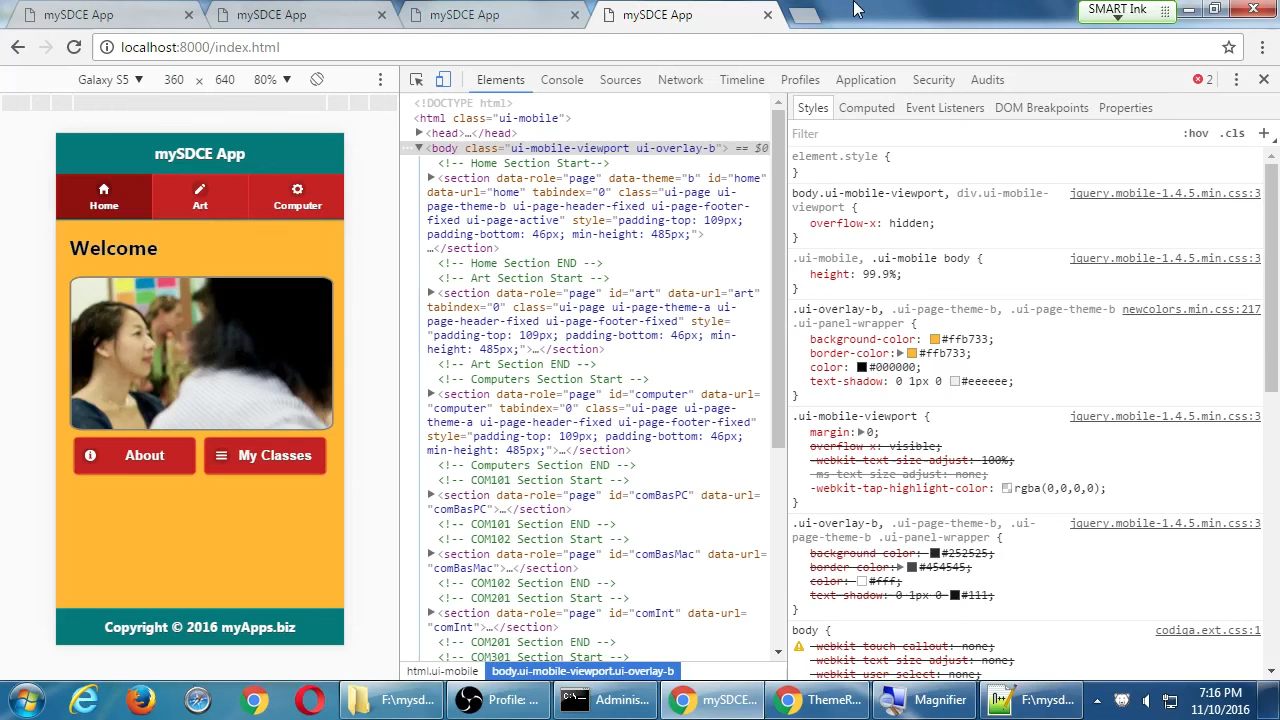 mySDCE App
mySDCE App
mySDCE App
mySDCE App
SMART Ink
localhost:8000/index.html
Galaxy S5 ▼ 360 × 640 80% ▼
Elements Console Sources Network Timeline Profiles Application Security Audits 2
mySDCE App
Home Art Computer
Welcome
About My Classes
Copyright © 2016 myApps.biz
<!DOCTYPE html>
<html class="ui-mobile">
<head>…</head>
<body class="ui-mobile-viewport ui-overlay-b"> == $0
<!-- Home Section Start-->
<section data-role="page" data-theme="b" id="home"
data-url="home" tabindex="0" class="ui-page ui-
page-theme-b ui-page-header-fixed ui-page-footer-
fixed ui-page-active" style="padding-top: 109px;
padding-bottom: 46px; min-height: 485px;">
…</section>
<!-- Home Section END -->
<!-- Art Section Start -->
<section data-role="page" id="art" data-url="art"
tabindex="0" class="ui-page ui-page-theme-a ui-
page-header-fixed ui-page-footer-fixed" style=
"padding-top: 109px; padding-bottom: 46px; min-
height: 485px;">…</section>
<!-- Art Section END -->
<!-- Computers Section Start -->
<section data-role="page" id="computer" data-url=
"computer" tabindex="0" class="ui-page ui-page-
theme-a ui-page-header-fixed ui-page-footer-fixed"
style="padding-top: 109px; padding-bottom: 46px;
min-height: 485px;">…</section>
<!-- Computers Section END -->
<!-- COM101 Section Start -->
<section data-role="page" id="comBasPC" data-url=
"comBasPC">…</section>
<!-- COM101 Section END -->
<!-- COM102 Section Start -->
<section data-role="page" id="comBasMac" data-url=
"comBasMac">…</section>
<!-- COM102 Section END -->
<!-- COM201 Section Start -->
<section data-role="page" id="comInt" data-url=
"comInt">…</section>
<!-- COM201 Section END -->
<!-- COM301 Section Start -->
html.ui-mobile body.ui-mobile-viewport.ui-overlay-b
Styles Computed Event Listeners DOM Breakpoints Properties
Filter :hov .cls +
element.style {
}
body.ui-mobile-viewport, div.ui-mobile- jquery.mobile-1.4.5.min.css:3
viewport {
overflow-x: hidden;
}
.ui-mobile, .ui-mobile body { jquery.mobile-1.4.5.min.css:3
height: 99.9%;
}
.ui-overlay-b, .ui-page-theme-b, .ui-page-theme-b newcolors.min.css:217
.ui-panel-wrapper {
background-color: #ffb733;
border-color: #ffb733;
color: #000000;
text-shadow: 0 1px 0 #eeeeee;
}
.ui-mobile-viewport { jquery.mobile-1.4.5.min.css:3
margin: 0;
overflow-x: visible;
-webkit-text-size-adjust: 100%;
-ms-text-size-adjust: none;
-webkit-tap-highlight-color: rgba(0,0,0,0);
}
.ui-overlay-b, .ui-page-theme-b, .ui- jquery.mobile-1.4.5.min.css:3
page-theme-b .ui-panel-wrapper {
background-color: #252525;
border-color: #454545;
color: #fff;
text-shadow: 0 1px 0 #111;
}
body { codiqa.ext.css:1
-webkit-touch-callout: none;
-webkit-text-size-adjust: none;
-webkit-user-select: none;
F:\mysd... Profile: ... Adminis... mySDCE... ThemeR... Magnifier F:\mysd...
7:16 PM
11/10/2016